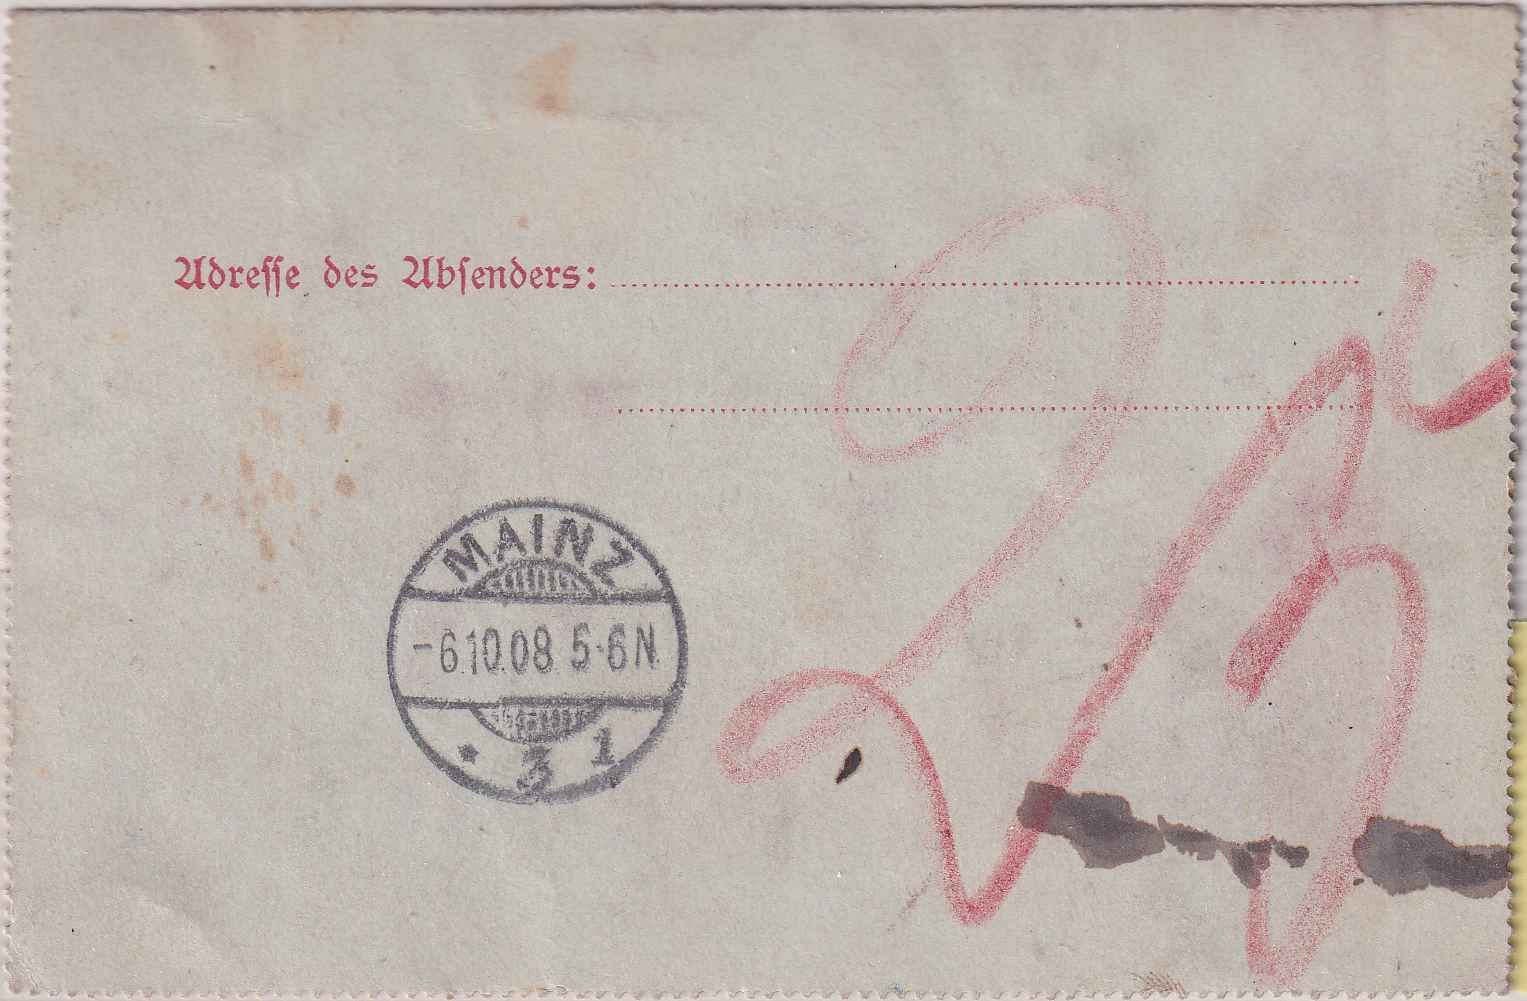 Adresse des Absenders:
MAINZ
-6.10.08 5-6N.
* 3 1